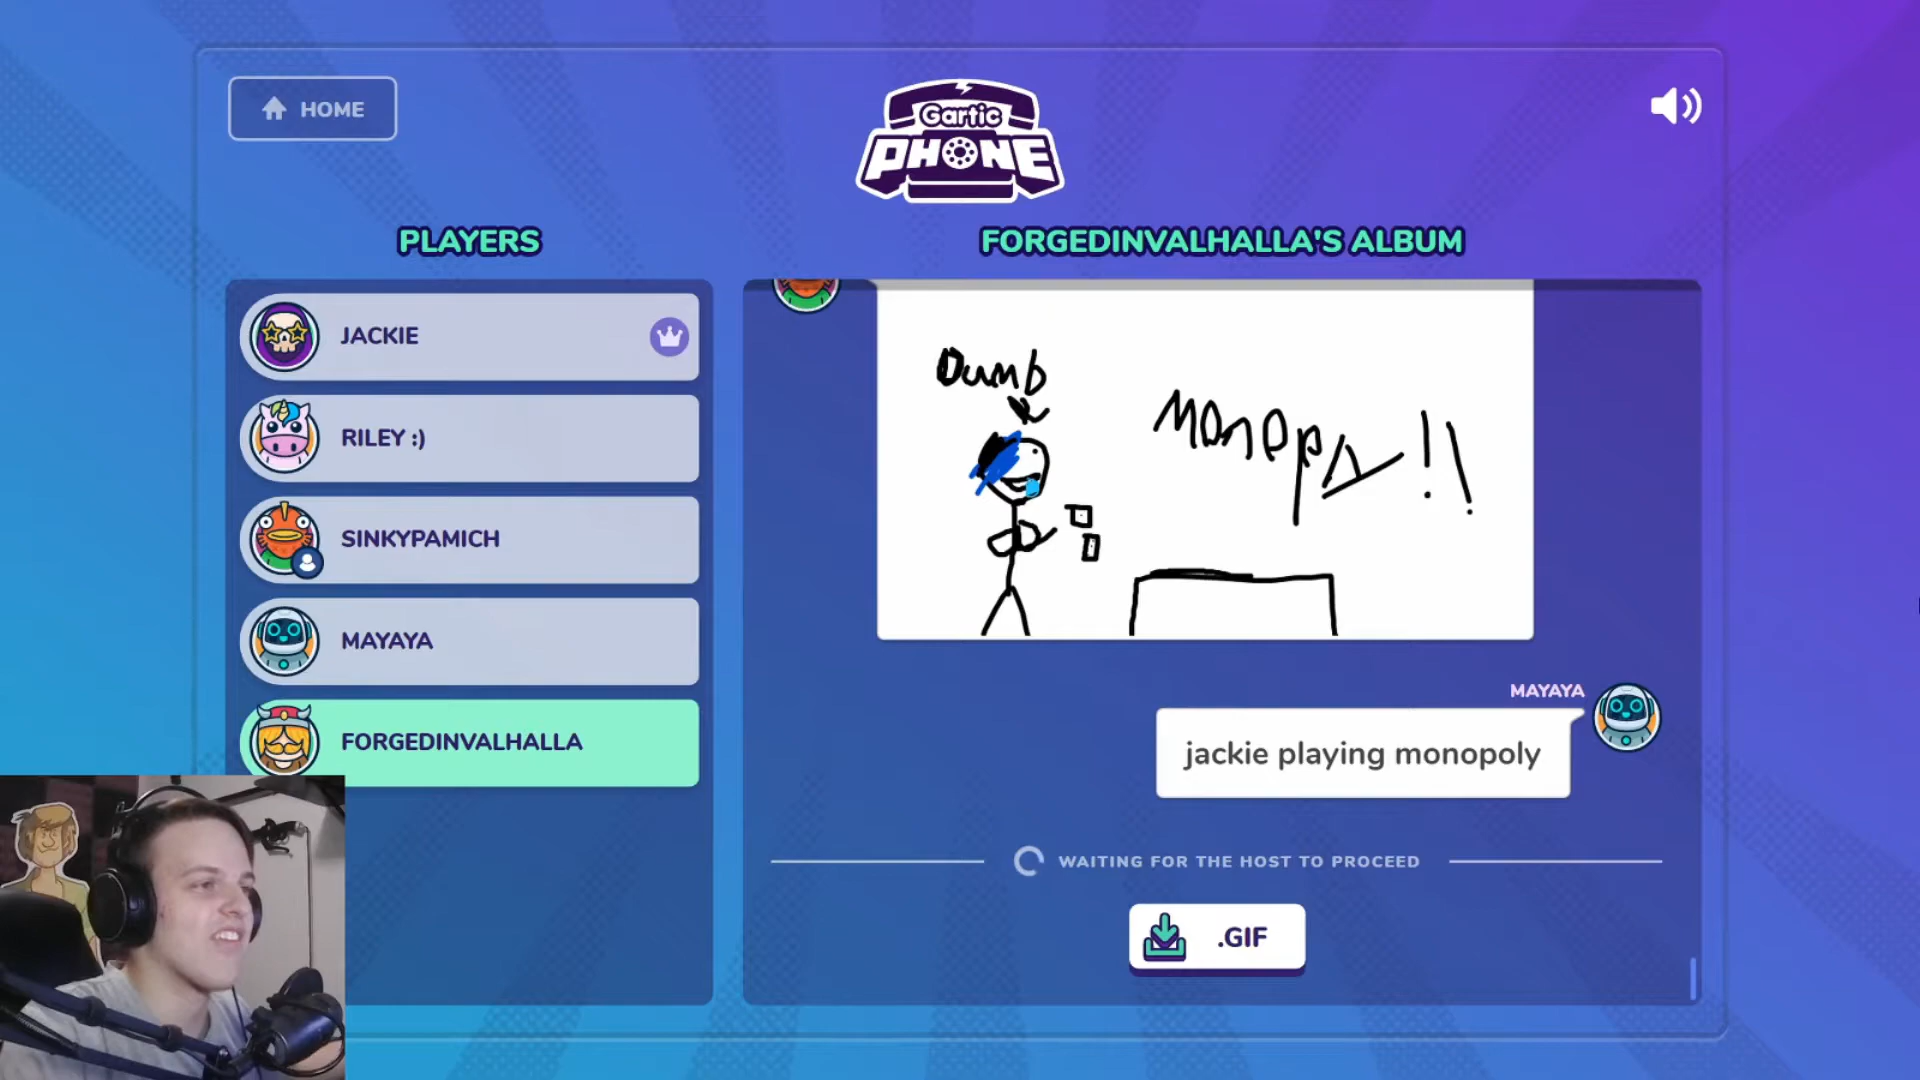 HOME
Gartic
PHONE
PLAYERS
FORGEDINVALHALLA'S ALBUM
JACKIE
RILEY :)
SINKYPAMICH
MAYAYA
FORGEDINVALHALLA
Dumb
MAYAYA
jackie playing monopoly
WAITING FOR THE HOST TO PROCEED
.GIF